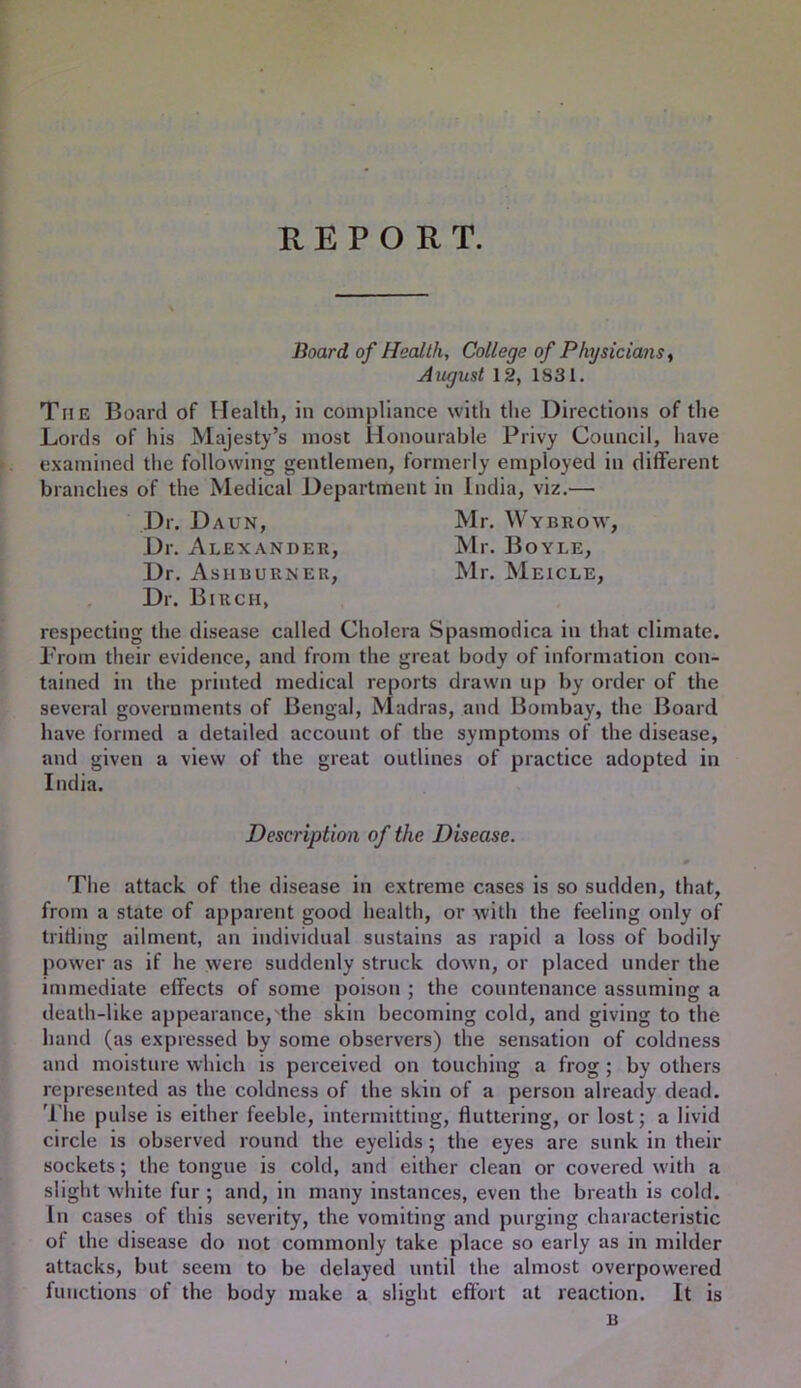 REPORT.
Board of Health, College of Physicians,
August 12, 1831.
THE Board of Health, in compliance with the Directions of the
Lords of his Majesty's most Honourable Privy Council, have
examined the following gentlemen, formerly employed in different
branches of the Medical Department in India, viz.—
Dr. DAUN, Mr. WYBROW,
Dr. ALEXANDER, Mr. BOYLE,
Dr. ASHBURNER, Mr. MEICLE,
Dr. BIRCH,
respecting the disease called Cholera Spasmodica in that climate.
From their evidence, and from the great body of information con-
tained in the printed medical reports drawn up by order of the
several governments of Bengal, Madras, and Bombay, the Board
have formed a detailed account of the symptoms of the disease,
and given a view of the great outlines of practice adopted in
India.
Description of the Disease.
The attack of the disease in extreme cases is so sudden, that,
from a state of apparent good health, or with the feeling only of
trifling ailment, an individual sustains as rapid a loss of bodily
power as if he were suddenly struck down, or placed under the
immediate effects of some poison ; the countenance assuming a
death-like appearance, the skin becoming cold, and giving to the
hand (as expressed by some observers) the sensation of coldness
and moisture which is perceived on touching a frog ; by others
represented as the coldness of the skin of a person already dead.
The pulse is either feeble, intermitting, fluttering, or lost; a livid
circle is observed round the eyelids ; the eyes are sunk in their
sockets ; the tongue is cold, and either clean or covered with a
slight white fur ; and, in many instances, even the breath is cold.
In cases of this severity, the vomiting and purging characteristic
of the disease do not commonly take place so early as in milder
attacks, but seem to be delayed until the almost overpowered
functions of the body make a slight effort at reaction. It is
B